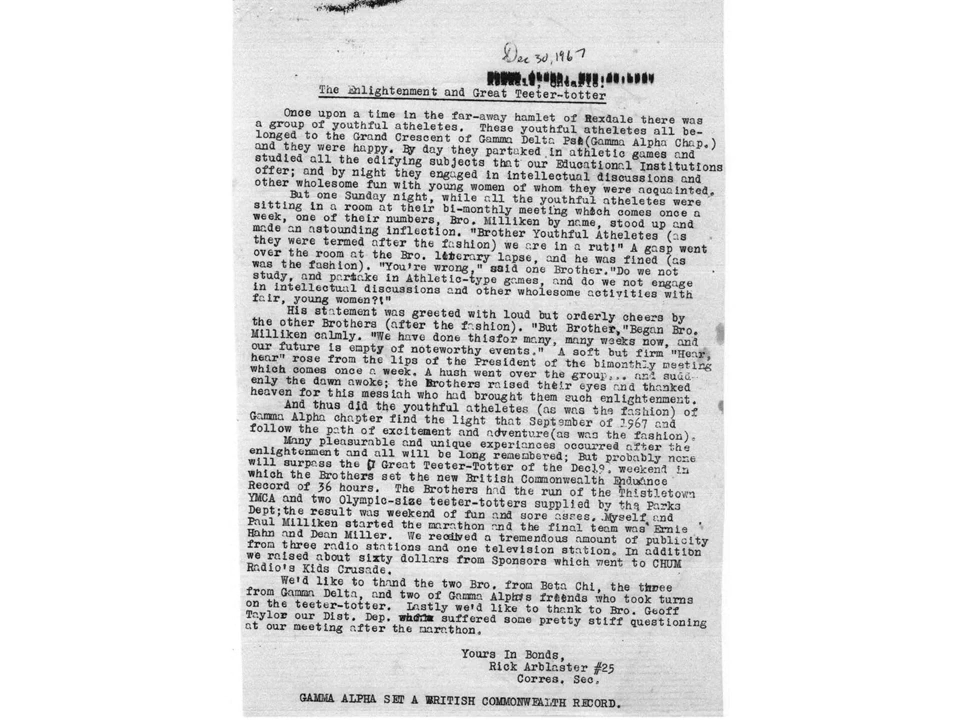 Dec 30, 1967
The Enlightenment and Great Teeter-totter
Once upon a time in the far-away hamlet of Rexdale there was
a group of youthful atheletes. These youthful atheletes all be-
longed to the Grand Crescent of Gamma Delta Psi(Gamma Alpha Chap.)
and they were happy. By day they partaked in athletic games and
studied all the edifying subjects that our Educational Institutions
offer; and by night they engaged in intellectual discussions and
other wholesome fun with young women of whom they were acquainted.
But one Sunday night, while all the youthful atheletes were
sitting in a room at their bi-monthly meeting which comes once a
week, one of their numbers, Bro. Milliken by name, stood up and
made an astounding inflection. "Brother Youthful Atheletes (as
they were termed after the fashion) we are in a rut!" A gasp went
over the room at the Bro. literary lapse, and he was fined (as
was the fashion). "You're wrong," said one Brother."Do we not
study, and partake in Athletic-type games, and do we not engage
in intellectual discussions and other wholesome activities with
fair, young women?!"
His statement was greeted with loud but orderly cheers by
the other Brothers (after the fashion). "But Brother,"Began Bro.
Milliken calmly. "We have done thisfor many, many weeks now, and
our future is empty of noteworthy events." A soft but firm "Hear,
hear" rose from the lips of the President of the bimonthly meeting
which comes once a week. A hush went over the group... and sudd-
enly the dawn awoke; the Brothers raised their eyes and thanked
heaven for this messiah who had brought them such enlightenment.
And thus did the youthful atheletes (as was the fashion) of
Gamma Alpha chapter find the light that September of 1967 and
follow the path of excitement and adventure(as was the fashion).
Many pleasurable and unique experiances occurred after the
enlightenment and all will be long remembered; But probably none
will surpass the Great Teeter-Totter of the Dec19. weekend in
which the Brothers set the new British Commonwealth Endurance
Record of 36 hours. The Brothers had the run of the Thistletown
YMCA and two Olympic-size teeter-totters supplied by the Parks
Dept;the result was weekend of fun and sore asses. Myself and
Paul Milliken started the marathon and the final team was Ernie
Hahn and Dean Miller. We received a tremendous amount of publicity
from three radio stations and one television station. In addition
we raised about sixty dollars from Sponsors which went to CHUM
Radio's Kids Crusade.
We'd like to thand the two Bro. from Beta Chi, the three
from Gamma Delta, and two of Gamma Alpha's friends who took turns
on the teeter-totter. Lastly we'd like to thank to Bro. Geoff
Taylor our Dist. Dep. suffered some pretty stiff questioning
at our meeting after the marathon.
Yours In Bonds,
Rick Arblaster #25
Corres. Sec.
GAMMA ALPHA SET A BRITISH COMMONWEALTH RECORD.